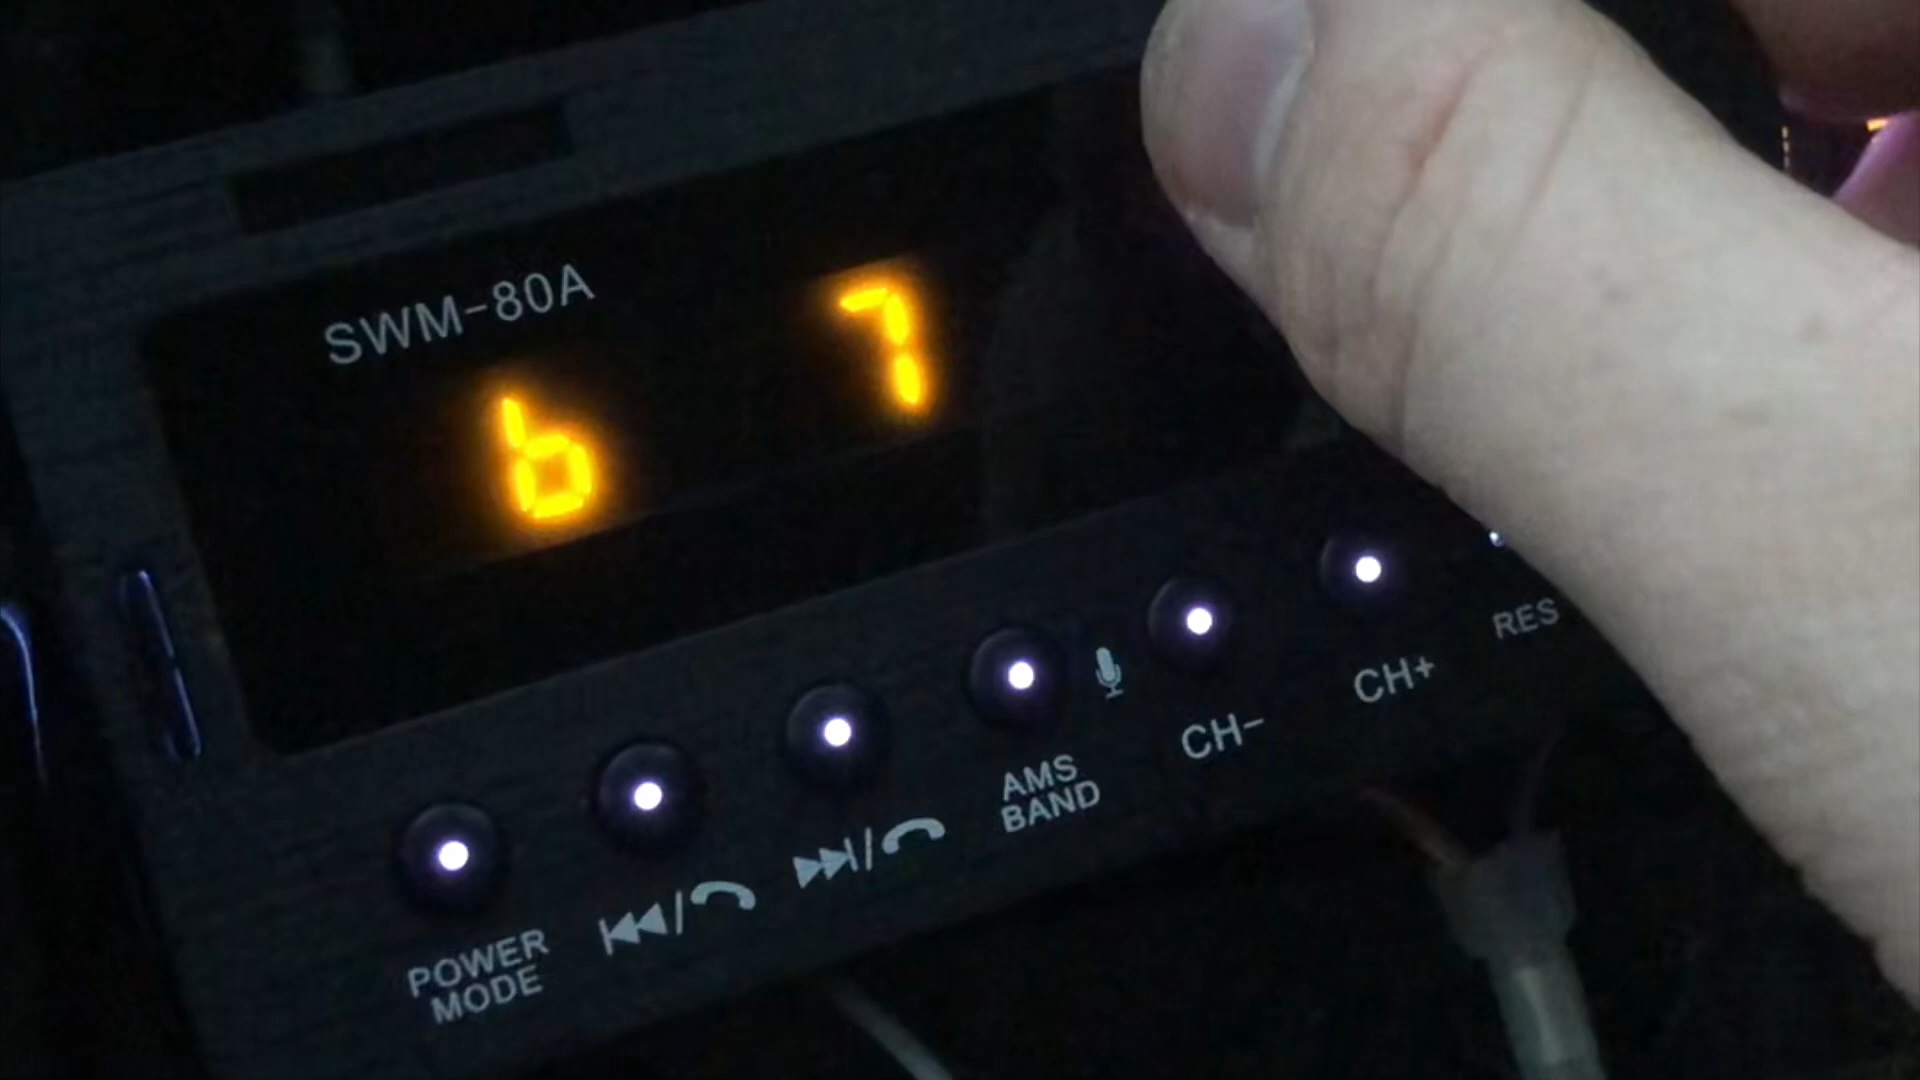 SWM-80A
b 7
POWER
MODE
AMS
BAND
CH-
CH+
RES